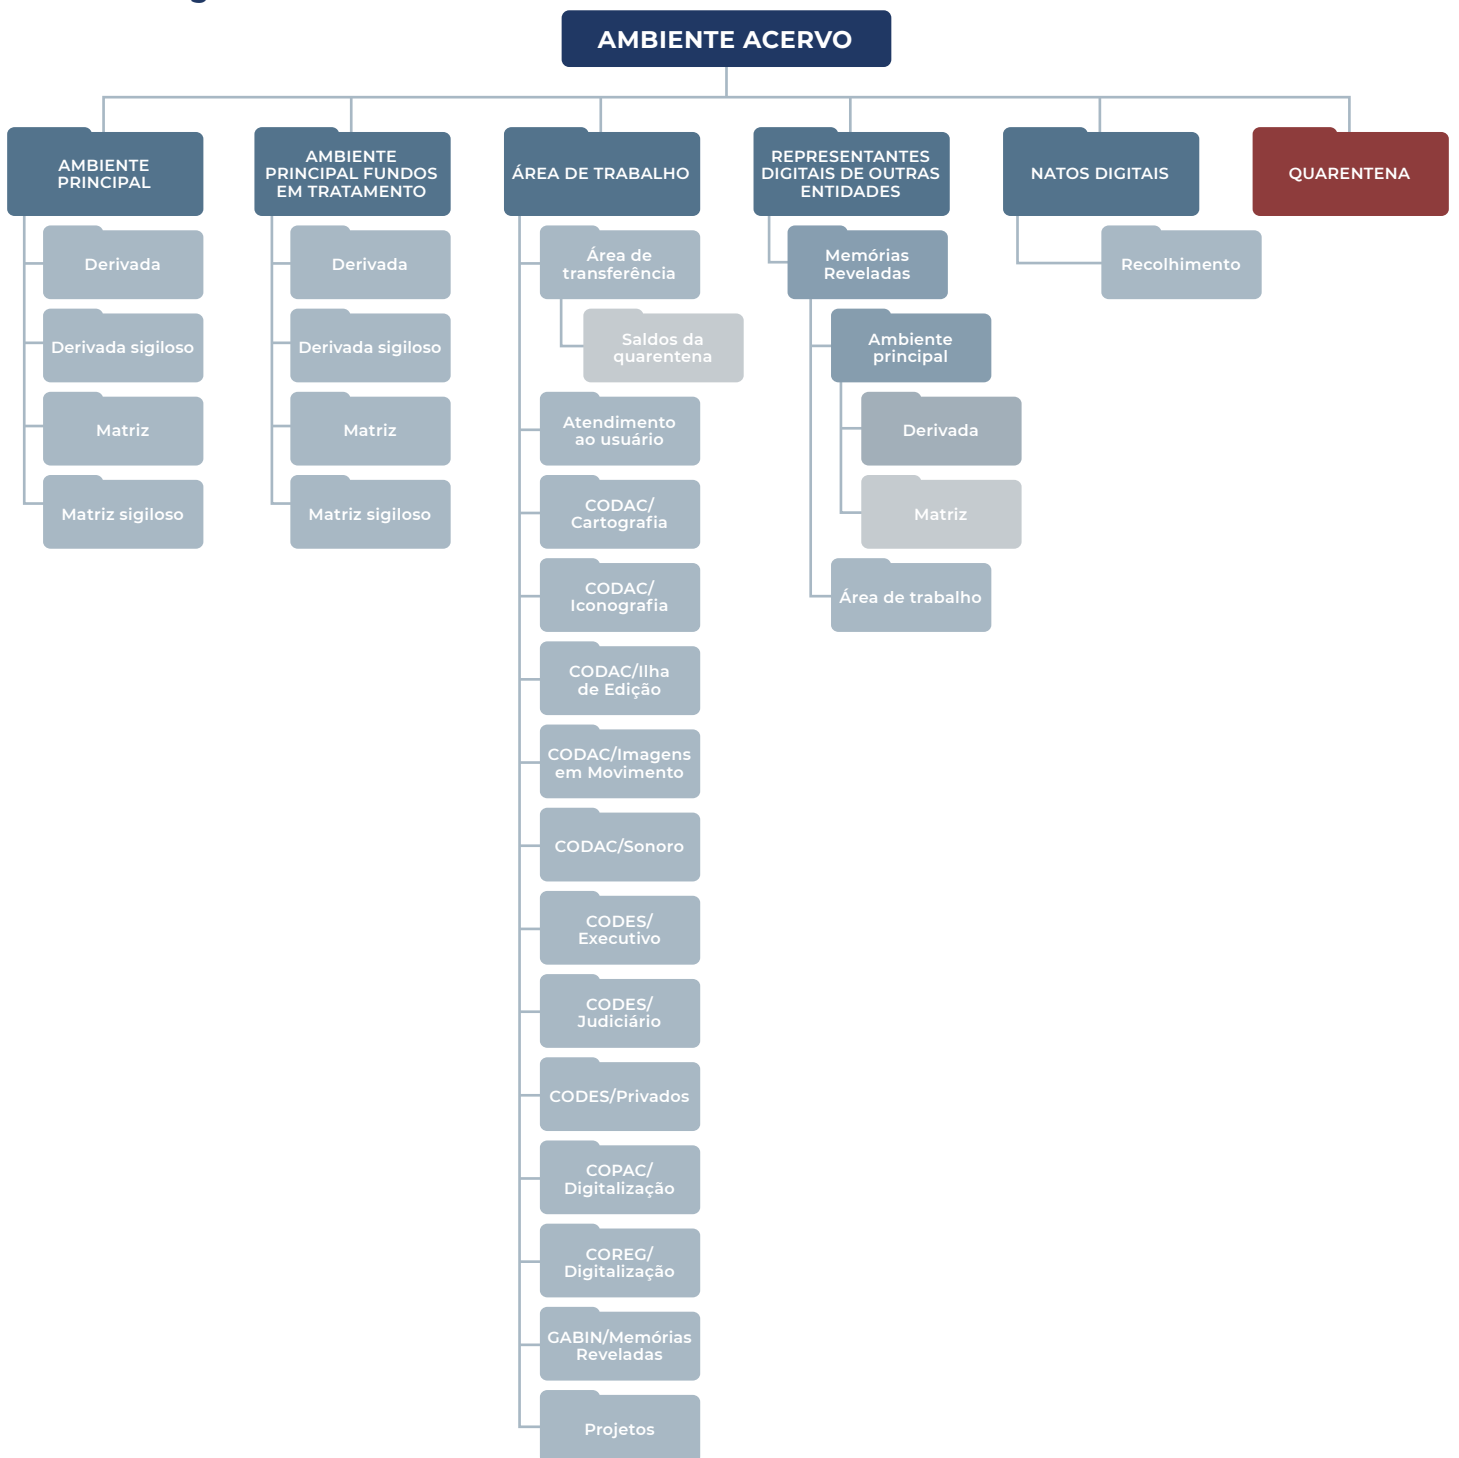 AMBIENTE ACERVO
AMBIENTE
PRINCIPAL
Derivada
Derivada sigiloso
Matriz
Matriz sigiloso
AMBIENTE
PRINCIPAL FUNDOS
EM TRATAMENTO
Derivada
Derivada sigiloso
Matriz
Matriz sigiloso
ÁREA DE TRABALHO
Área de
transferência
Saldos da
quarentena
Atendimento
ao usuário
CODAC/
Cartografia
CODAC/
Iconografia
CODAC/Ilha
de Edição
CODAC/Imagens
em Movimento
CODAC/Sonoro
CODES/
Executivo
CODES/
Judiciário
CODES/Privados
COPAC/
Digitalização
COREG/
Digitalização
GABIN/Memórias
Reveladas
Projetos
REPRESENTANTES
DIGITAIS DE OUTRAS
ENTIDADES
Memórias
Reveladas
Ambiente
principal
Derivada
Matriz
Área de trabalho
NATOS DIGITAIS
Recolhimento
QUARENTENA